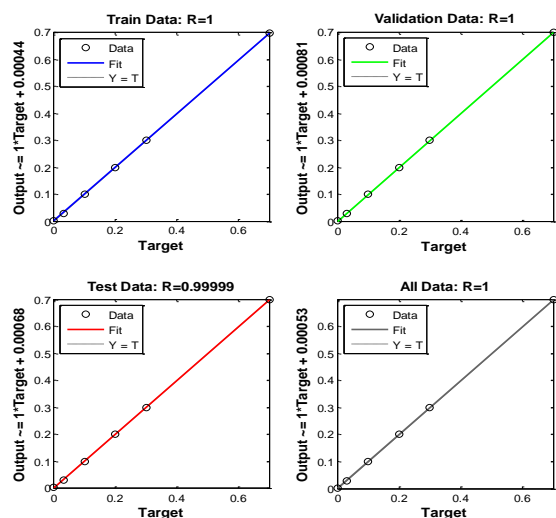 Train Data: R=1
Output ~= 1*Target + 0.00044
0.7
0.6
0.5
0.4
0.3
0.2
0.1
0
Data
Fit
Y = T
0
0.2
0.4
0.6
Target
Validation Data: R=1
Output ~= 1*Target + 0.00081
0.7
0.6
0.5
0.4
0.3
0.2
0.1
0
Data
Fit
Y = T
0
0.2
0.4
0.6
Target
Test Data: R=0.99999
Output ~= 1*Target + 0.00068
0.7
0.6
0.5
0.4
0.3
0.2
0.1
0
Data
Fit
Y = T
0
0.2
0.4
0.6
Target
All Data: R=1
Output ~= 1*Target + 0.00053
0.7
0.6
0.5
0.4
0.3
0.2
0.1
0
Data
Fit
Y = T
0
0.2
0.4
0.6
Target